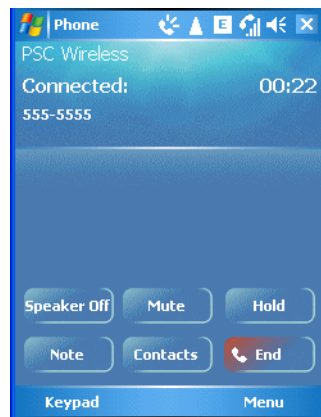 Phone
E
PSC Wireless
Connected: 00:22
555-5555
Speaker Off Mute Hold
Note Contacts End
Keypad Menu